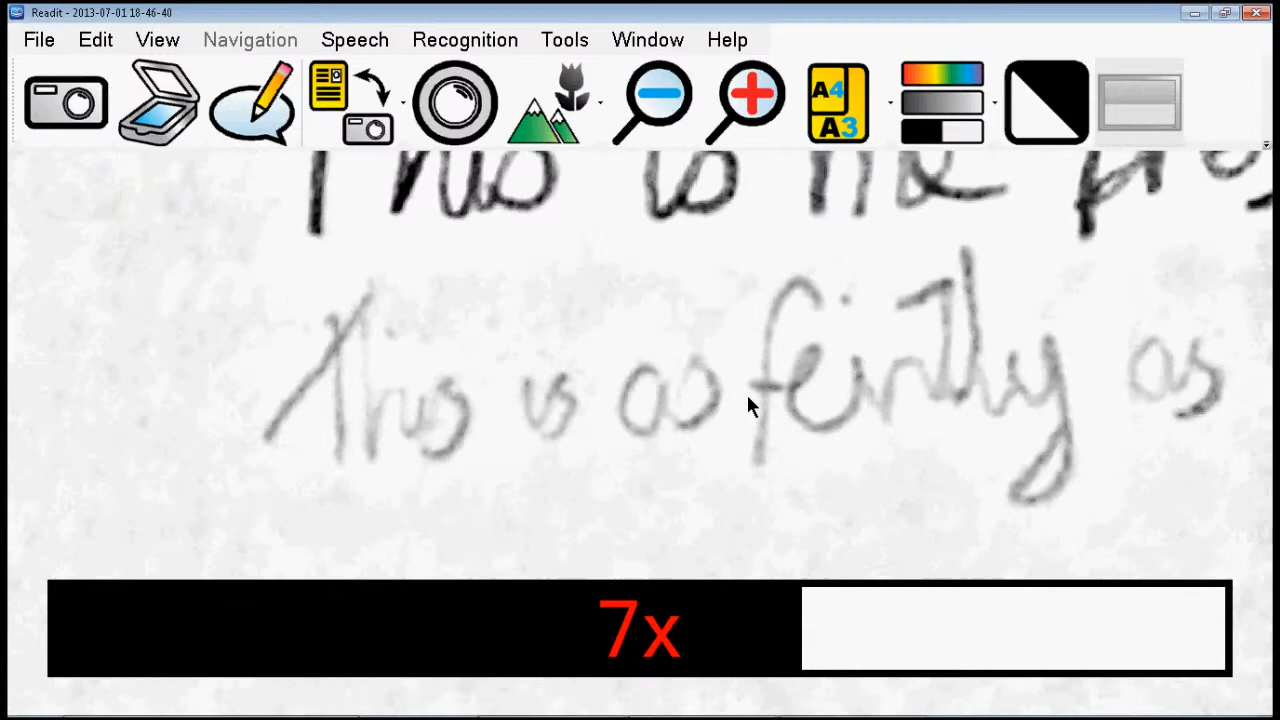 Readit - 2013-07-01 18-46-40
File Edit View Navigation Speech Recognition Tools Window Help
A4
A3
This is the
This is as feintly as
7x